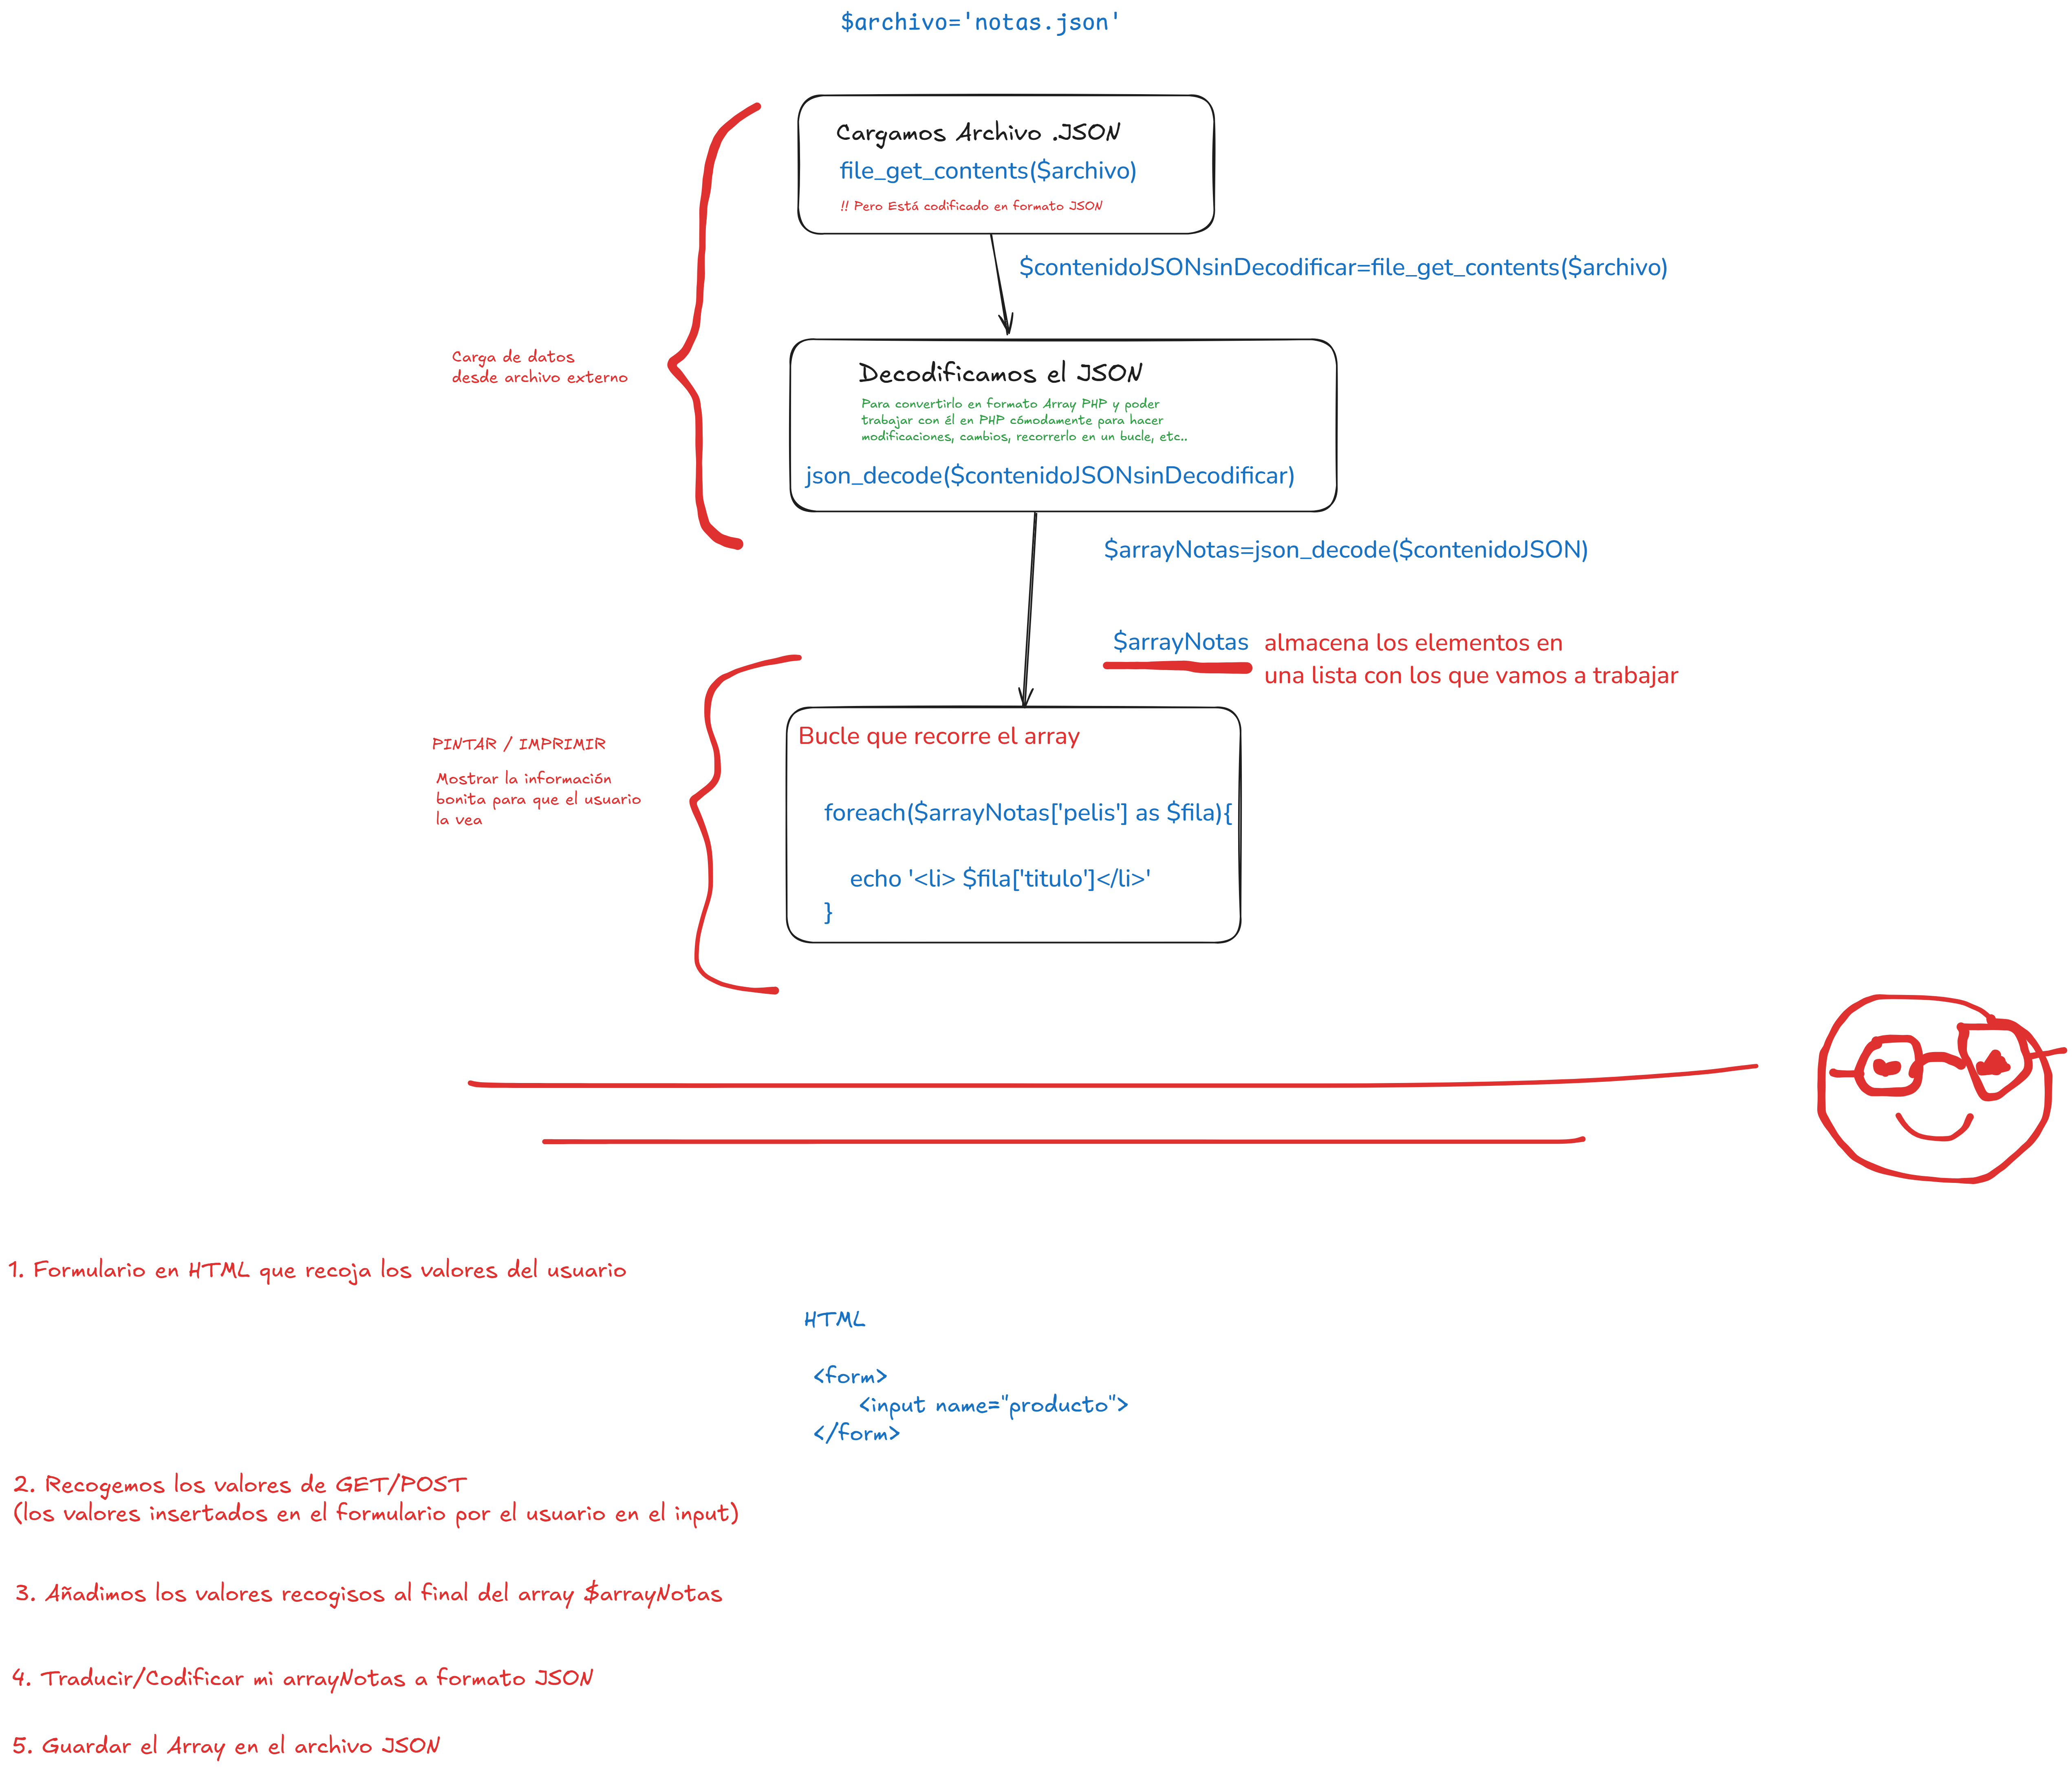 $archivo='notas.json'
Cargamos Archivo .JSON
file_get_contents($archivo)
!! Pero Está codificado en formato JSON
$contenidoJSONsinDecodificar=file_get_contents($archivo)
Carga de datos
desde archivo externo
Decodificamos el JSON
Para convertirlo en formato Array PHP y poder
trabajar con él en PHP cómodamente para hacer
modificaciones, cambios, recorrerlo en un bucle, etc..
json_decode($contenidoJSONsinDecodificar)
$arrayNotas=json_decode($contenidoJSON)
$arrayNotas almacena los elementos en
una lista con los que vamos a trabajar
PINTAR / IMPRIMIR
Mostrar la información
bonita para que el usuario
la vea
Bucle que recorre el array
foreach($arrayNotas['pelis'] as $fila){
echo '<li> $fila['titulo']</li>'
}
1. Formulario en HTML que recoja los valores del usuario
HTML
<form>
<input name="producto">
</form>
2. Recogemos los valores de GET/POST
(los valores insertados en el formulario por el usuario en el input)
3. Añadimos los valores recogisos al final del array $arrayNotas
4. Traducir/Codificar mi arrayNotas a formato JSON
5. Guardar el Array en el archivo JSON